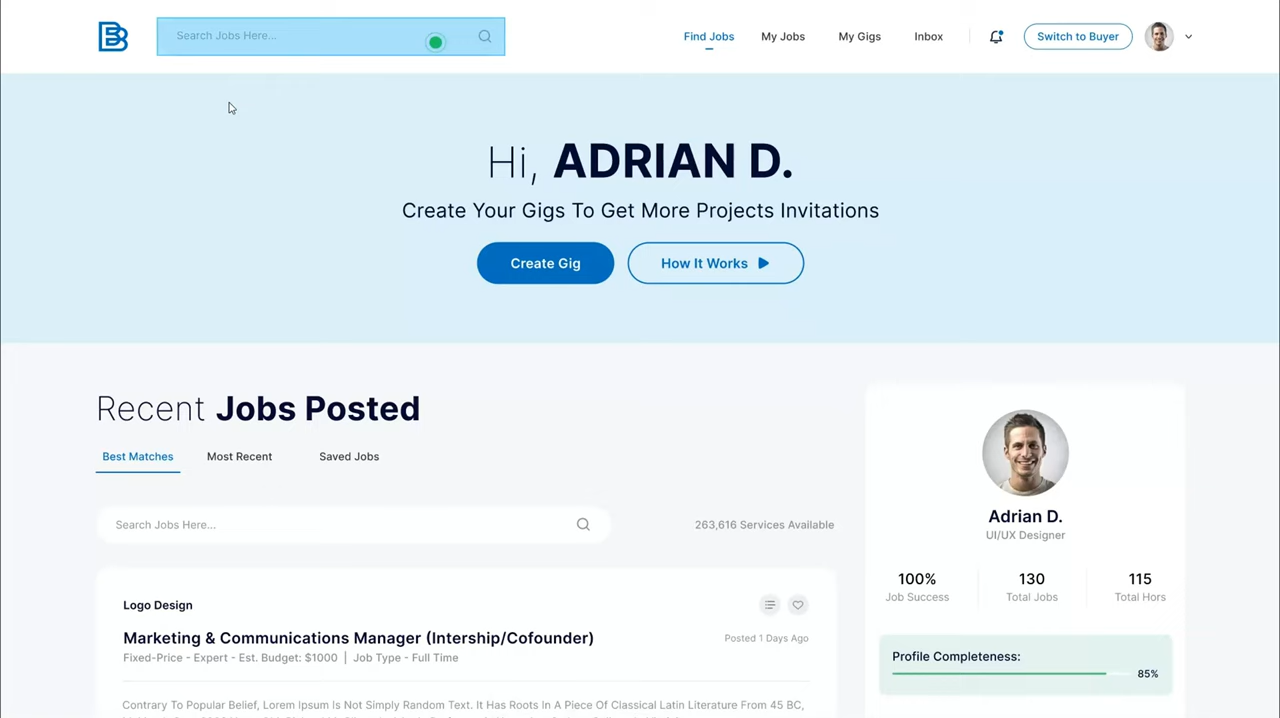 Search Jobs Here...
Find Jobs
My Jobs
My Gigs
Inbox
Switch to Buyer
Hi, ADRIAN D.
Create Your Gigs To Get More Projects Invitations
Create Gig
How It Works
Recent Jobs Posted
Best Matches
Most Recent
Saved Jobs
Search Jobs Here...
263,616 Services Available
Logo Design
Marketing & Communications Manager (Intership/Cofounder)
Posted 1 Days Ago
Fixed-Price - Expert - Est. Budget: $1000 | Job Type - Full Time
Contrary To Popular Belief, Lorem Ipsum Is Not Simply Random Text. It Has Roots In A Piece Of Classical Latin Literature From 45 BC,
Adrian D.
UI/UX Designer
100%
Job Success
130
Total Jobs
115
Total Hors
Profile Completeness:
85%